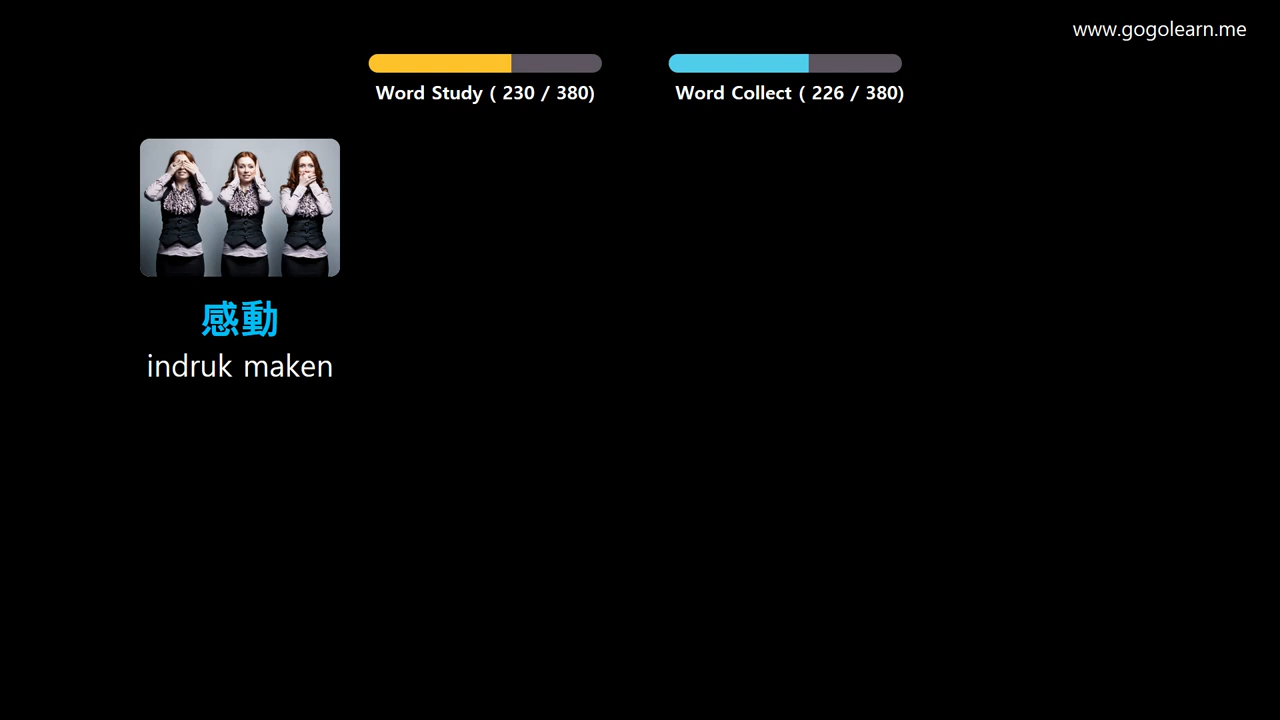 www.gogolearn.me
Word Study ( 230 / 380)
Word Collect ( 226 / 380)
感動
indruk maken